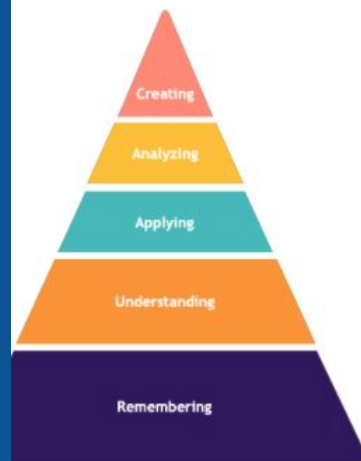 Creating
Analyzing
Applying
Understanding
Remembering